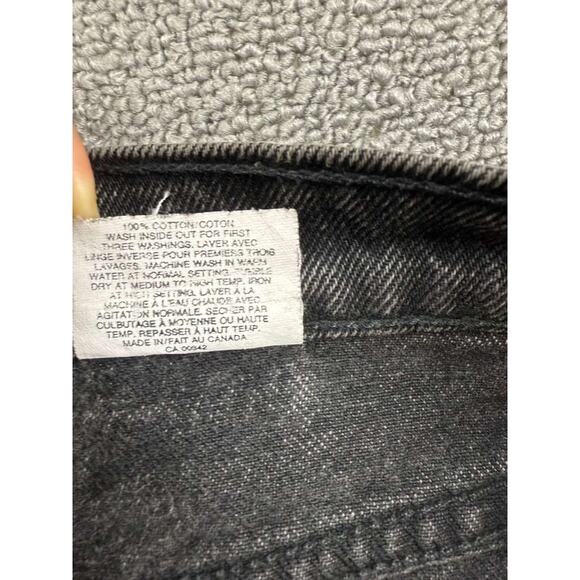 100% COTTON/COTON
WASH INSIDE OUT FOR FIRST
THREE WASHINGS. LAVER AVEC
LINGE INVERSE POUR PREMIERES TROIS
LAVAGES. MACHINE WASH IN WARM
WATER AT NORMAL SETTING. TUMBLE
DRY AT MEDIUM TO HIGH TEMP. IRON
AT HIGH SETTING. LAVER A LA
MACHINE À L'EAU CHAUDE AVEC
AGITATION NORMALE. SÉCHER PAR
CULBUTAGE À MOYENNE OU HAUTE
TEMP. REPASSER À HAUT TEMP.
MADE IN/FAIT AU CANADA
CA 00342